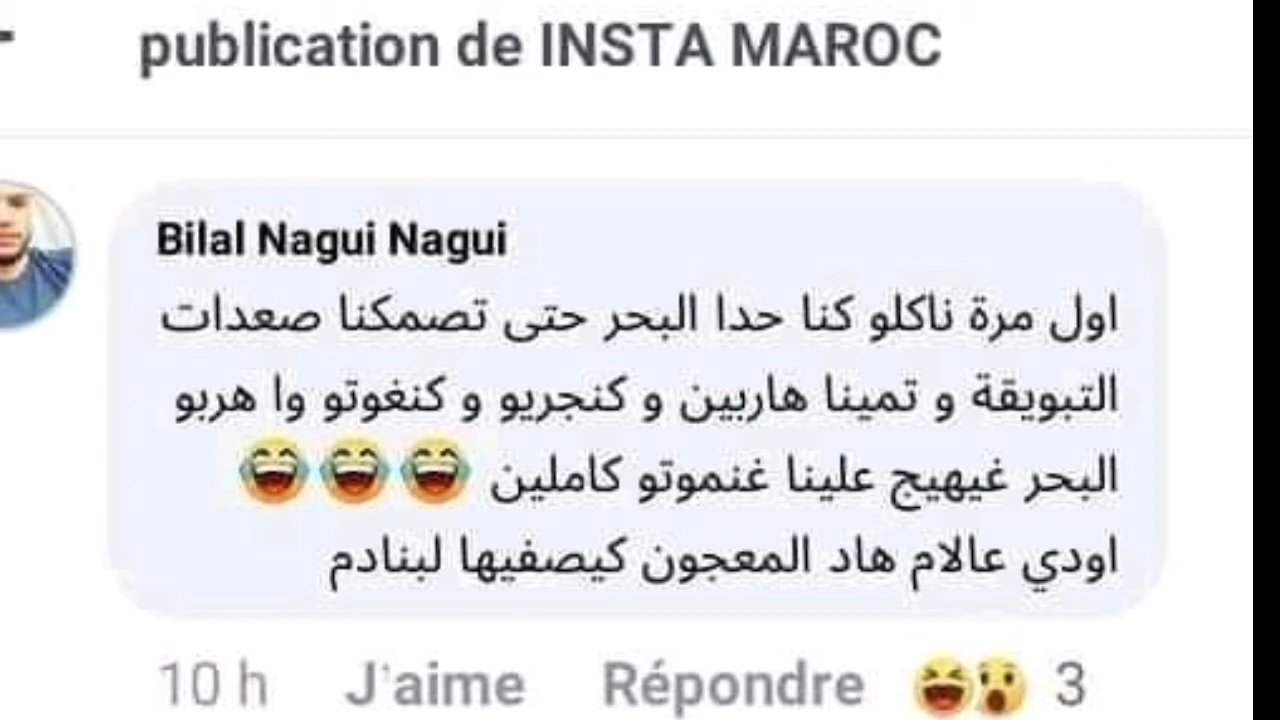 publication de INSTA MAROC
Bilal Nagui Nagui
اول مرة ناكلو كنا حدا البحر حتى تصمكنا صعدات
التبويقة و تمينا هاربين و كنجريو و كنغوتو وا هربو
البحر غيهيج علينا غنموتو كاملين 😂😂😂
اودي عالام هاد المعجون كيصفيها لبنادم
10 h J'aime Répondre 😆😲 3